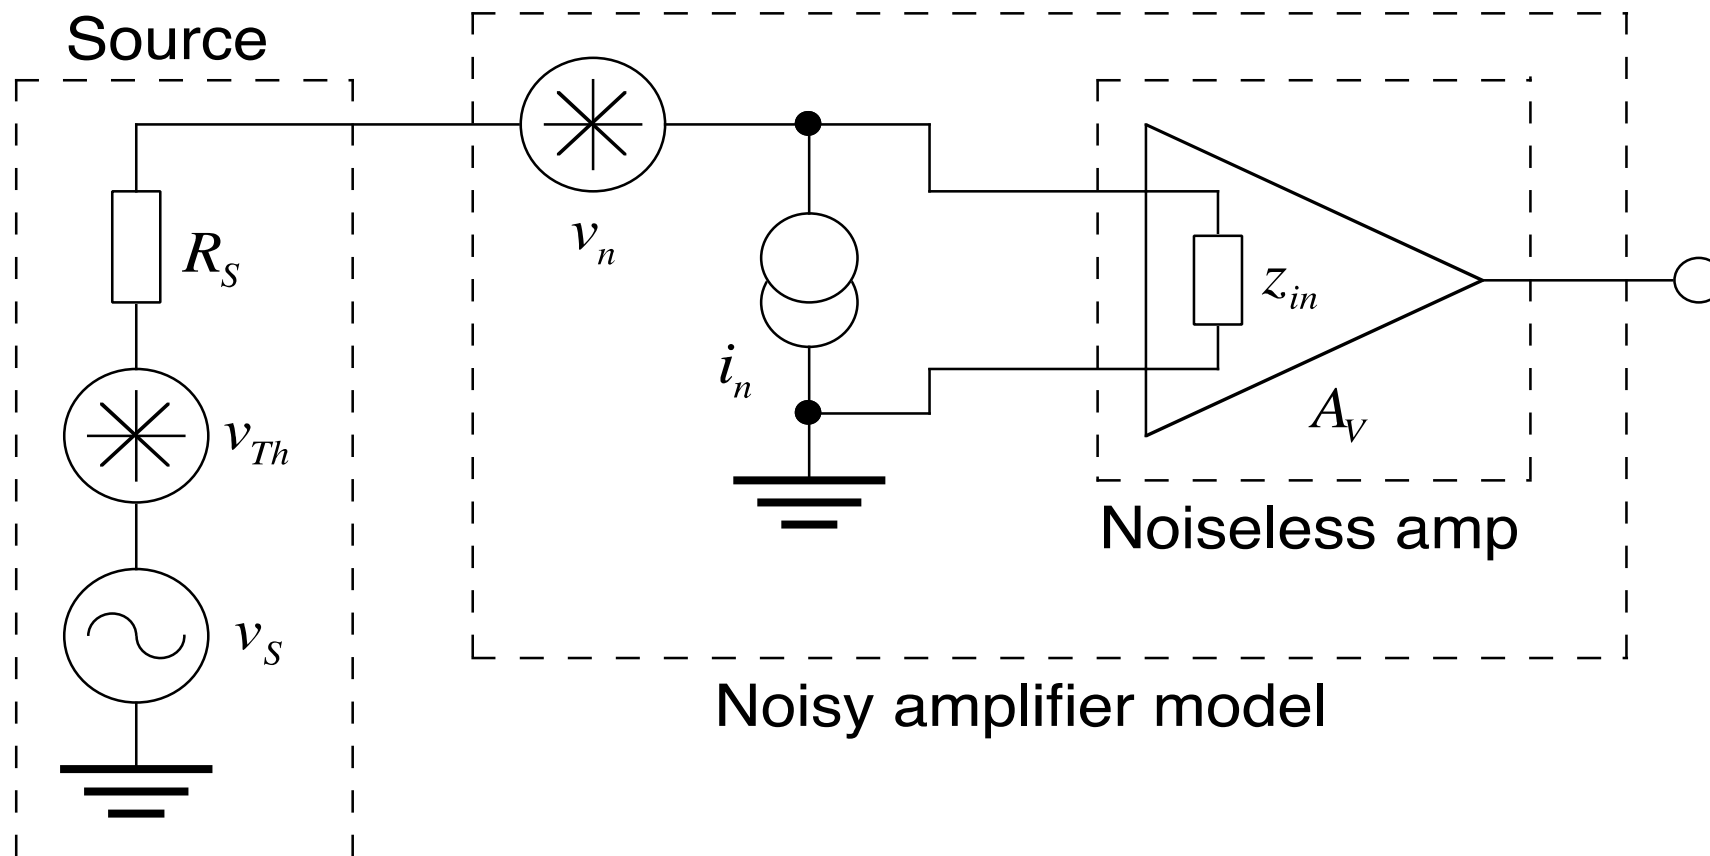 Source
v_n
R_S
z_in
i_n
A_V
v_Th
Noiseless amp
v_S
Noisy amplifier model